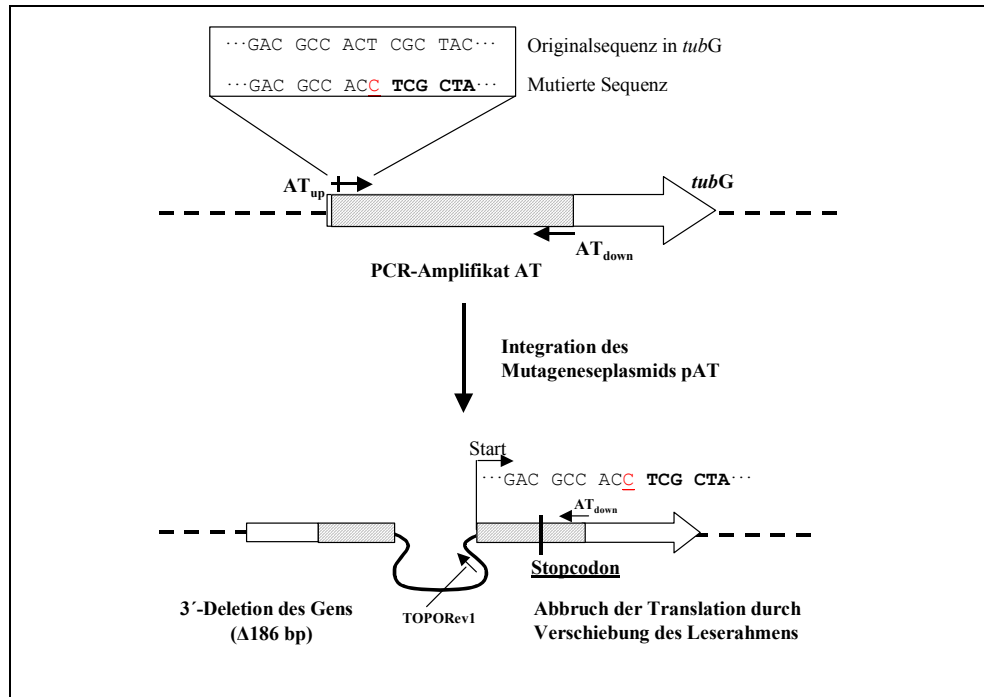 ···GAC GCC ACT CGC TAC··· Originalsequenz in tubG
···GAC GCC ACC TCG CTA··· Mutierte Sequenz
ATup
tubG
ATdown
PCR-Amplifikat AT
Integration des
Mutageneseplasmids pAT
Start
···GAC GCC ACC TCG CTA···
ATdown
Stopcodon
TOPORev1
3´-Deletion des Gens
(Δ186 bp)
Abbruch der Translation durch
Verschiebung des Leserahmens